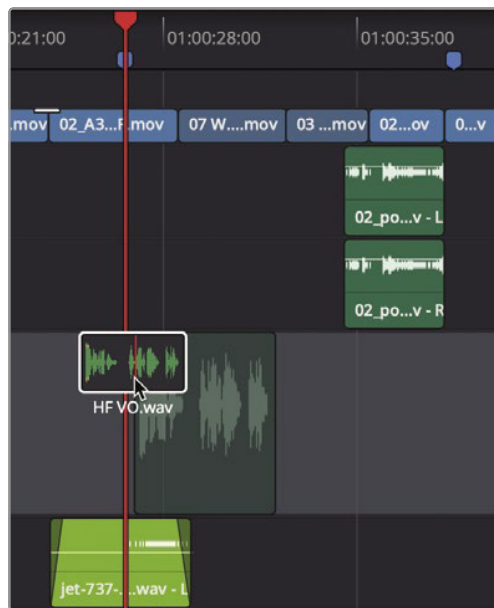 0:21:00 01:00:28:00 01:00:35:00
.mov 02_A3...F.mov 07 W....mov 03 ...mov 02...ov 0...v
02_po...v - L
02_po...v - R
HF VO.wav
jet-737-...wav - L